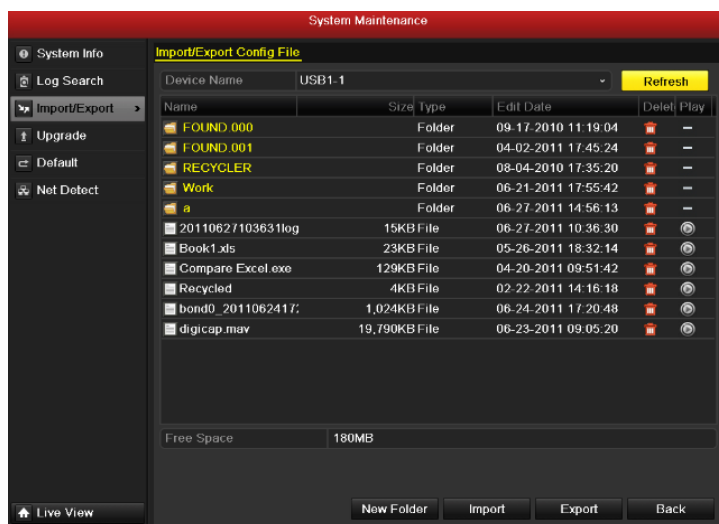 System Maintenance
System Info
Log Search
Import/Export >
Upgrade
Default
Net Detect
Live View
Import/Export Config File
Device Name USB1-1 Refresh
Name Size Type Edit Date Delet Play
FOUND.000 Folder 09-17-2010 11:19:04 –
FOUND.001 Folder 04-02-2011 17:45:24 –
RECYCLER Folder 08-04-2010 17:35:20 –
Work Folder 06-21-2011 17:55:42 –
a Folder 06-27-2011 14:56:13 –
20110627103631log 15KB File 06-27-2011 10:36:30
Book1.xls 23KB File 05-26-2011 18:32:14
Compare Excel.exe 129KB File 04-20-2011 09:51:42
Recycled 4KB File 02-22-2011 14:16:18
bond0_2011062417: 1,024KB File 06-24-2011 17:20:48
digicap.mav 19,790KB File 06-23-2011 09:05:20
Free Space 180MB
New Folder Import Export Back